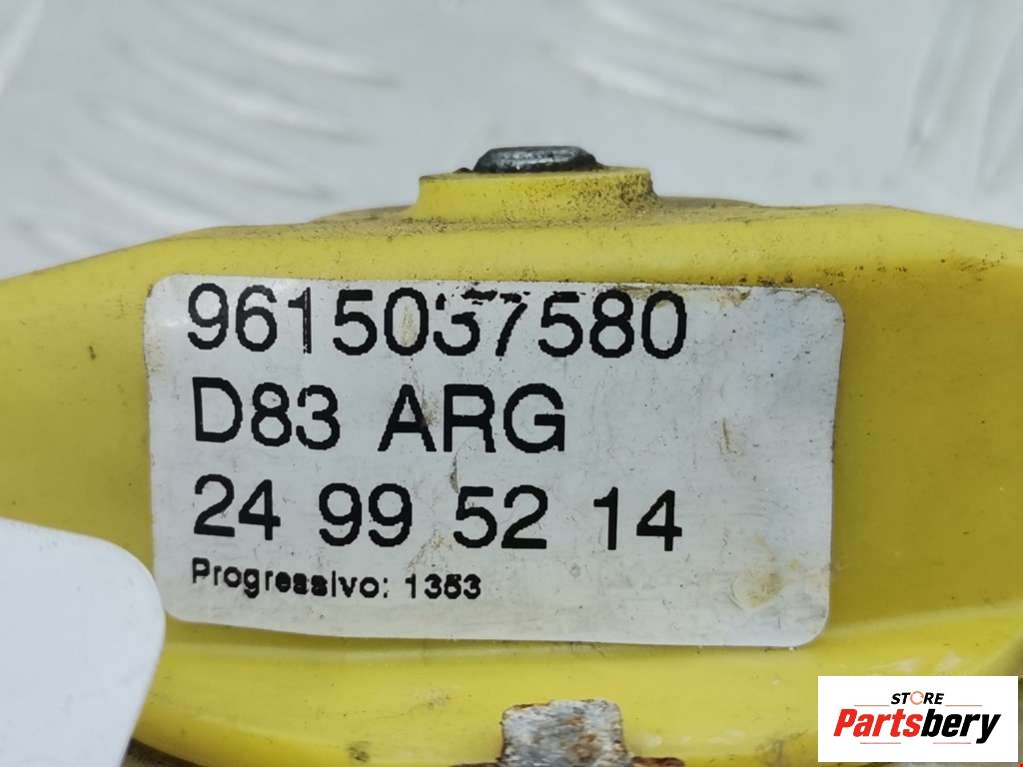 9615037580
D83 ARG
24 99 52 14
Progressivo: 1353
STORE
Partsbery